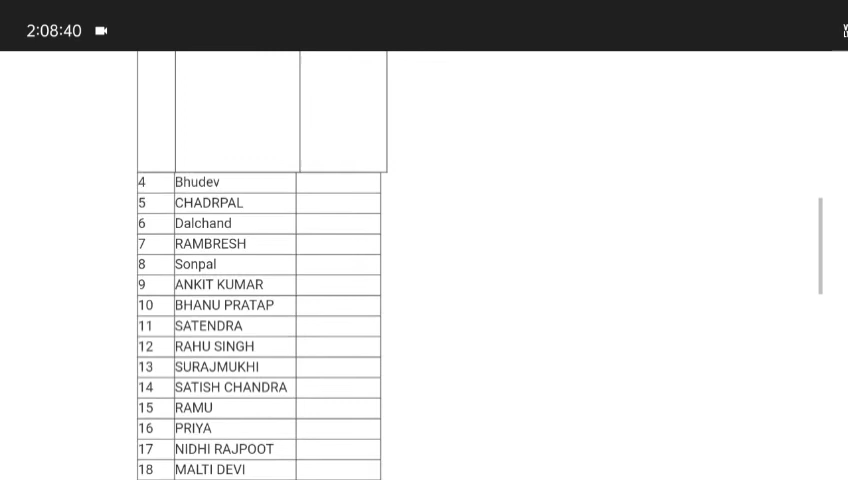 2:08:40
4 Bhudev
5 CHADRPAL
6 Dalchand
7 RAMBRESH
8 Sonpal
9 ANKIT KUMAR
10 BHANU PRATAP
11 SATENDRA
12 RAHU SINGH
13 SURAJMUKHI
14 SATISH CHANDRA
15 RAMU
16 PRIYA
17 NIDHI RAJPOOT
18 MALTI DEVI